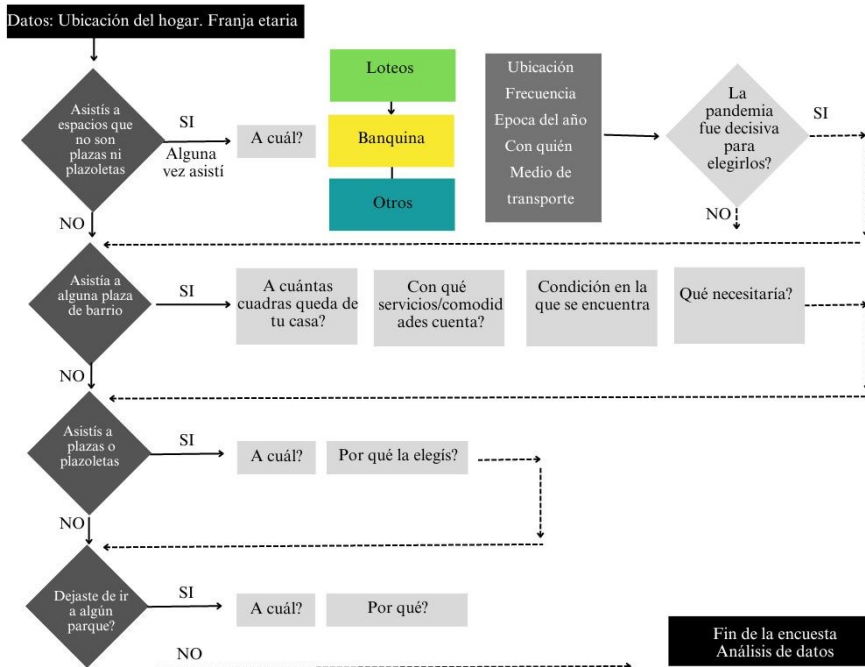 Datos: Ubicación del hogar. Franja etaria
Asistís a
espacios que
no son
plazas ni
plazoletas
SI
Alguna
vez asistí
A cuál?
Loteos
Banquina
Otros
Ubicación
Frecuencia
Epoca del año
Con quién
Medio de
transporte
La
pandemia
fue decisiva
para
elegirlos?
SI
NO
NO
Asistía a
alguna plaza
de barrio
SI
A cuántas
cuadras queda de
tu casa?
Con qué
servicios/comodid
ades cuenta?
Condición en la
que se encuentra
Qué necesitaría?
NO
Asistís a
plazas o
plazoletas
SI
A cuál?
Por qué la elegís?
NO
Dejaste de ir
a algún
parque?
SI
A cuál?
Por qué?
NO
Fin de la encuesta
Análisis de datos